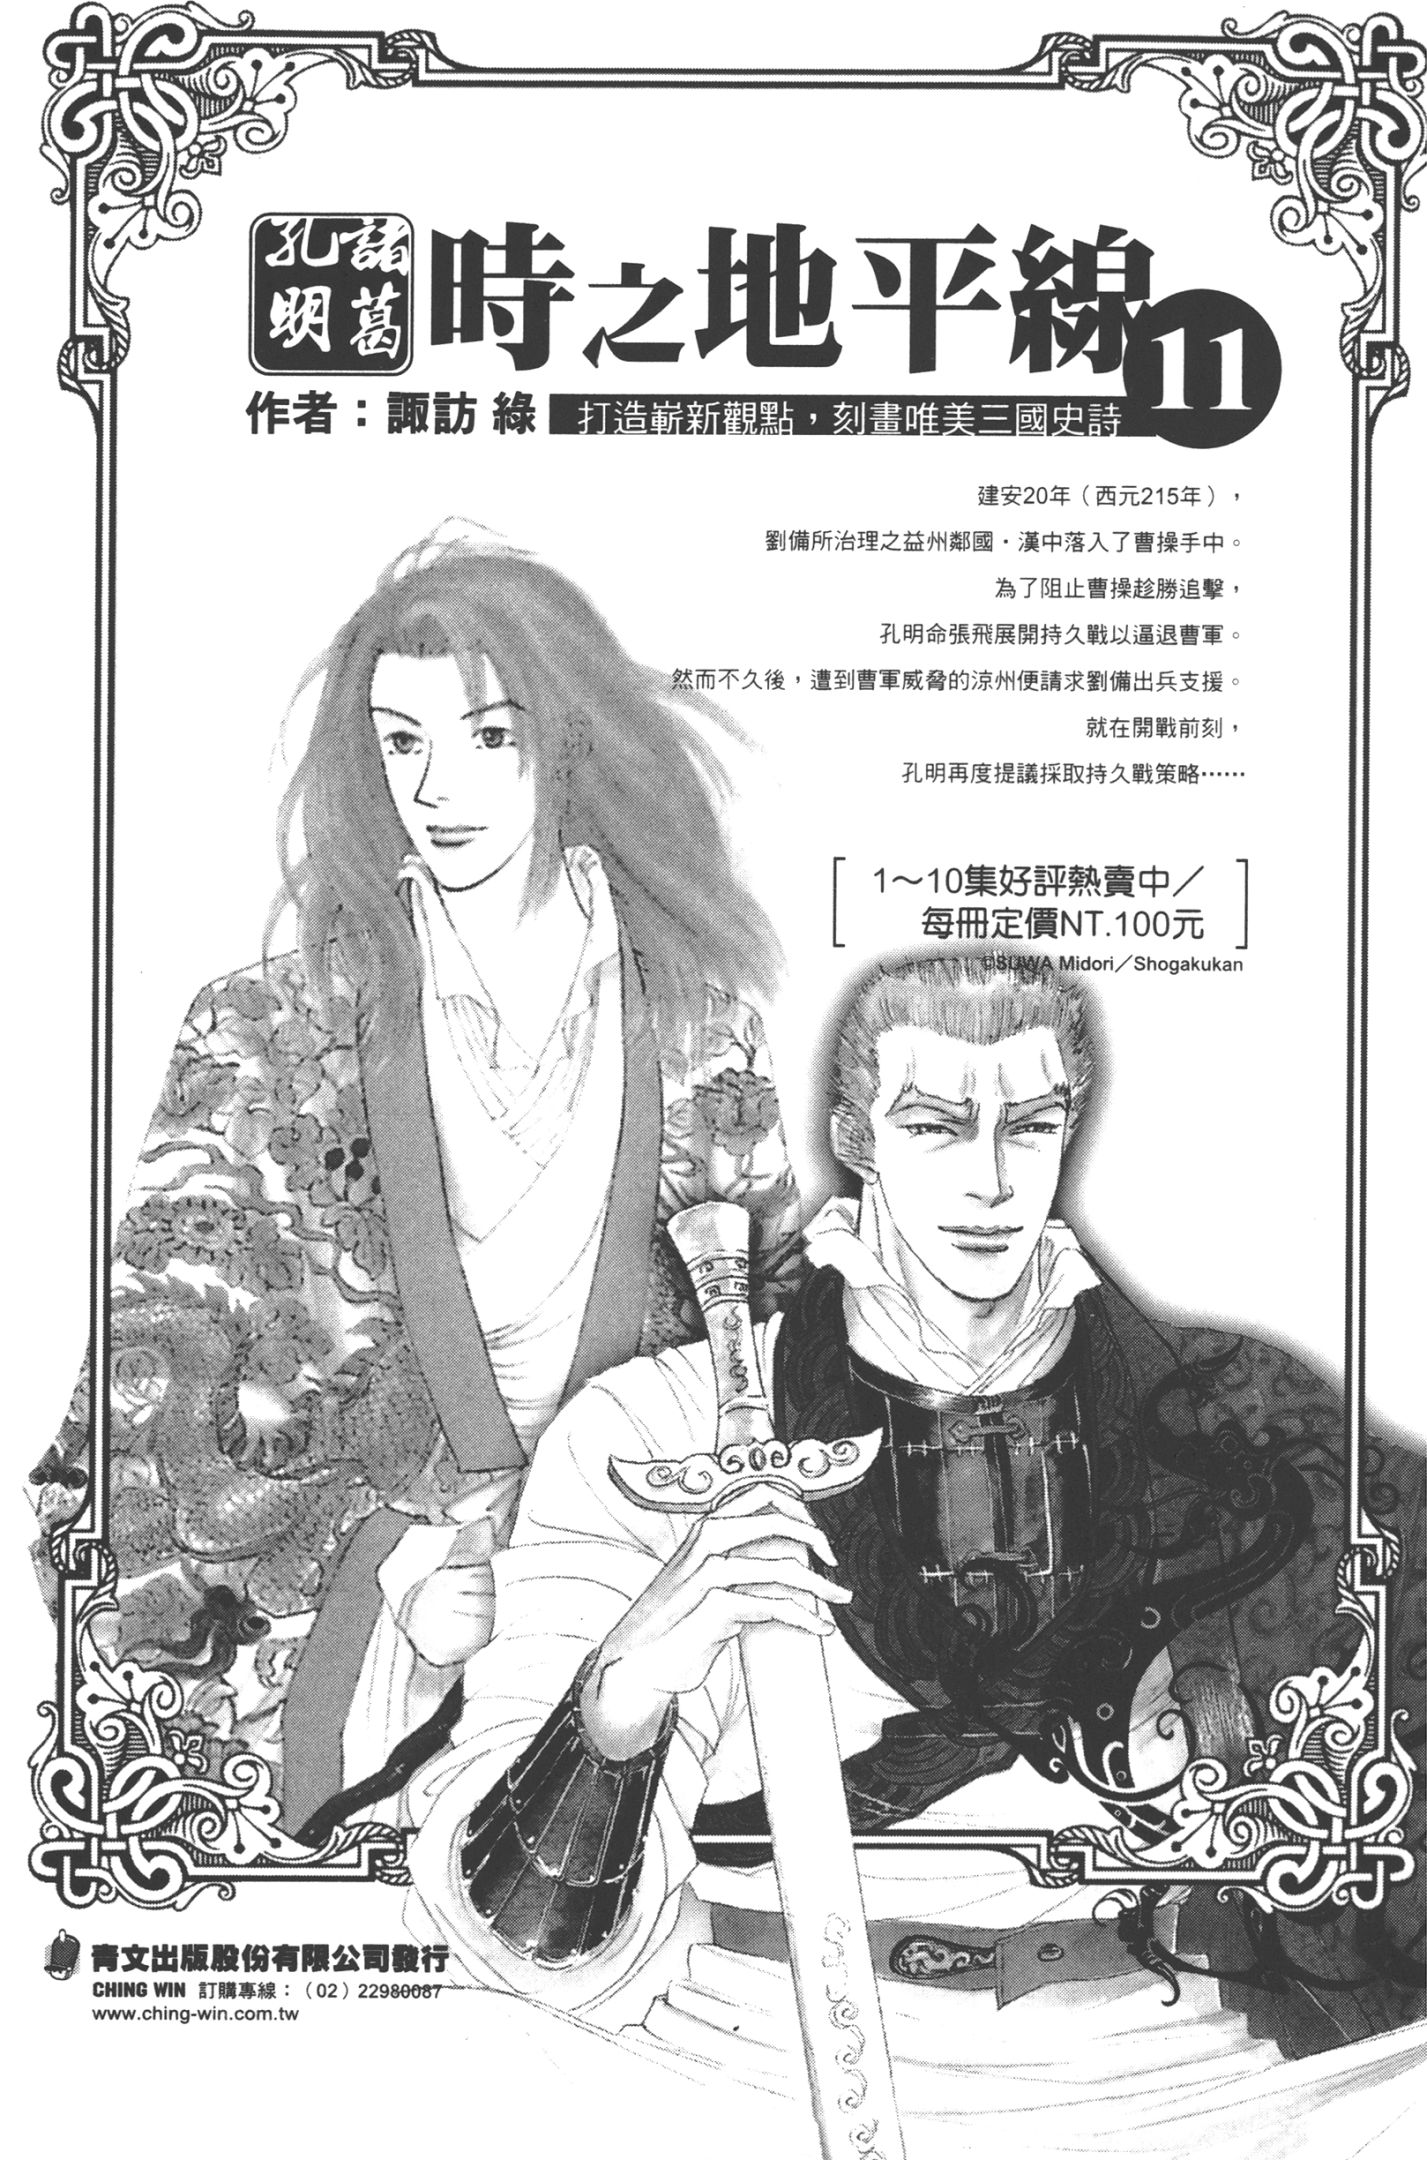 諸葛孔明
時之地平線 11
作者：諏訪 綠
打造嶄新觀點，刻畫唯美三國史詩
建安20年（西元215年），
劉備所治理之益州鄰國・漢中落入了曹操手中。
為了阻止曹操趁勝追擊，
孔明命張飛展開持久戰以逼退曹軍。
然而不久後，遭到曹軍威脅的涼州便請求劉備出兵支援。
就在開戰前刻，
孔明再度提議採取持久戰策略⋯⋯
1～10集好評熱賣中／
每冊定價NT.100元
©SUWA Midori／Shogakukan
青文出版股份有限公司發行
CHING WIN 訂購專線：（02）22980087
www.ching-win.com.tw